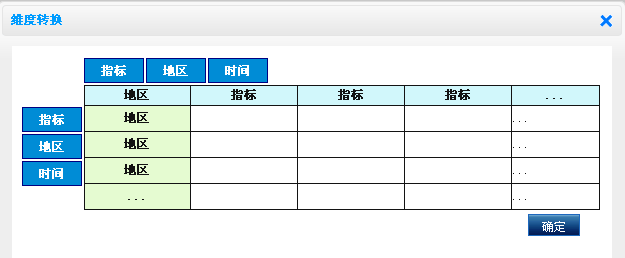 维度转换
指标 地区 时间
地区 指标 指标 指标 ...
指标 地区 ...
地区 地区 ...
时间 地区 ...
... ...
确定